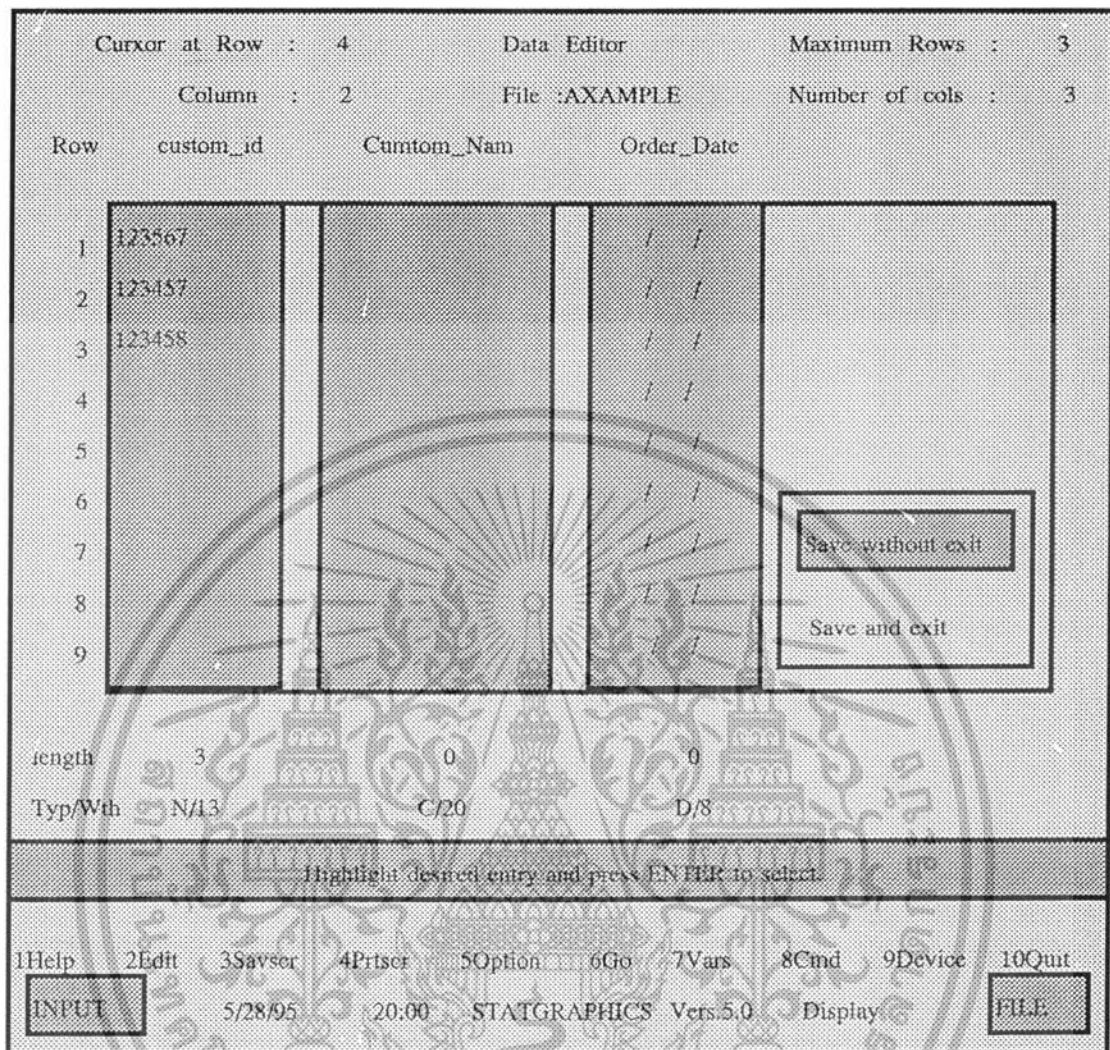 Curxor at Row : 4 Data Editor Maximum Rows : 3
Column : 2 File :AXAMPLE Number of cols : 3
Row custom_id Cumtom_Nam Order_Date
1 123567 / /
2 123457 / /
3 123458 / /
4 / /
5 / /
6 / /
7 / / Save without exit
8 / / Save and exit
9 / /
length 3 0 0
Typ/Wth N/13 C/20 D/8
Highlight desired entry and press ENTER to select.
1Help 2Edit 3Savscr 4Prtscr 5Option 6Go 7Vars 8Cmd 9Device 10Quit
INPUT 5/28/95 20:00 STATGRAPHICS Vers.5.0 Display FILE